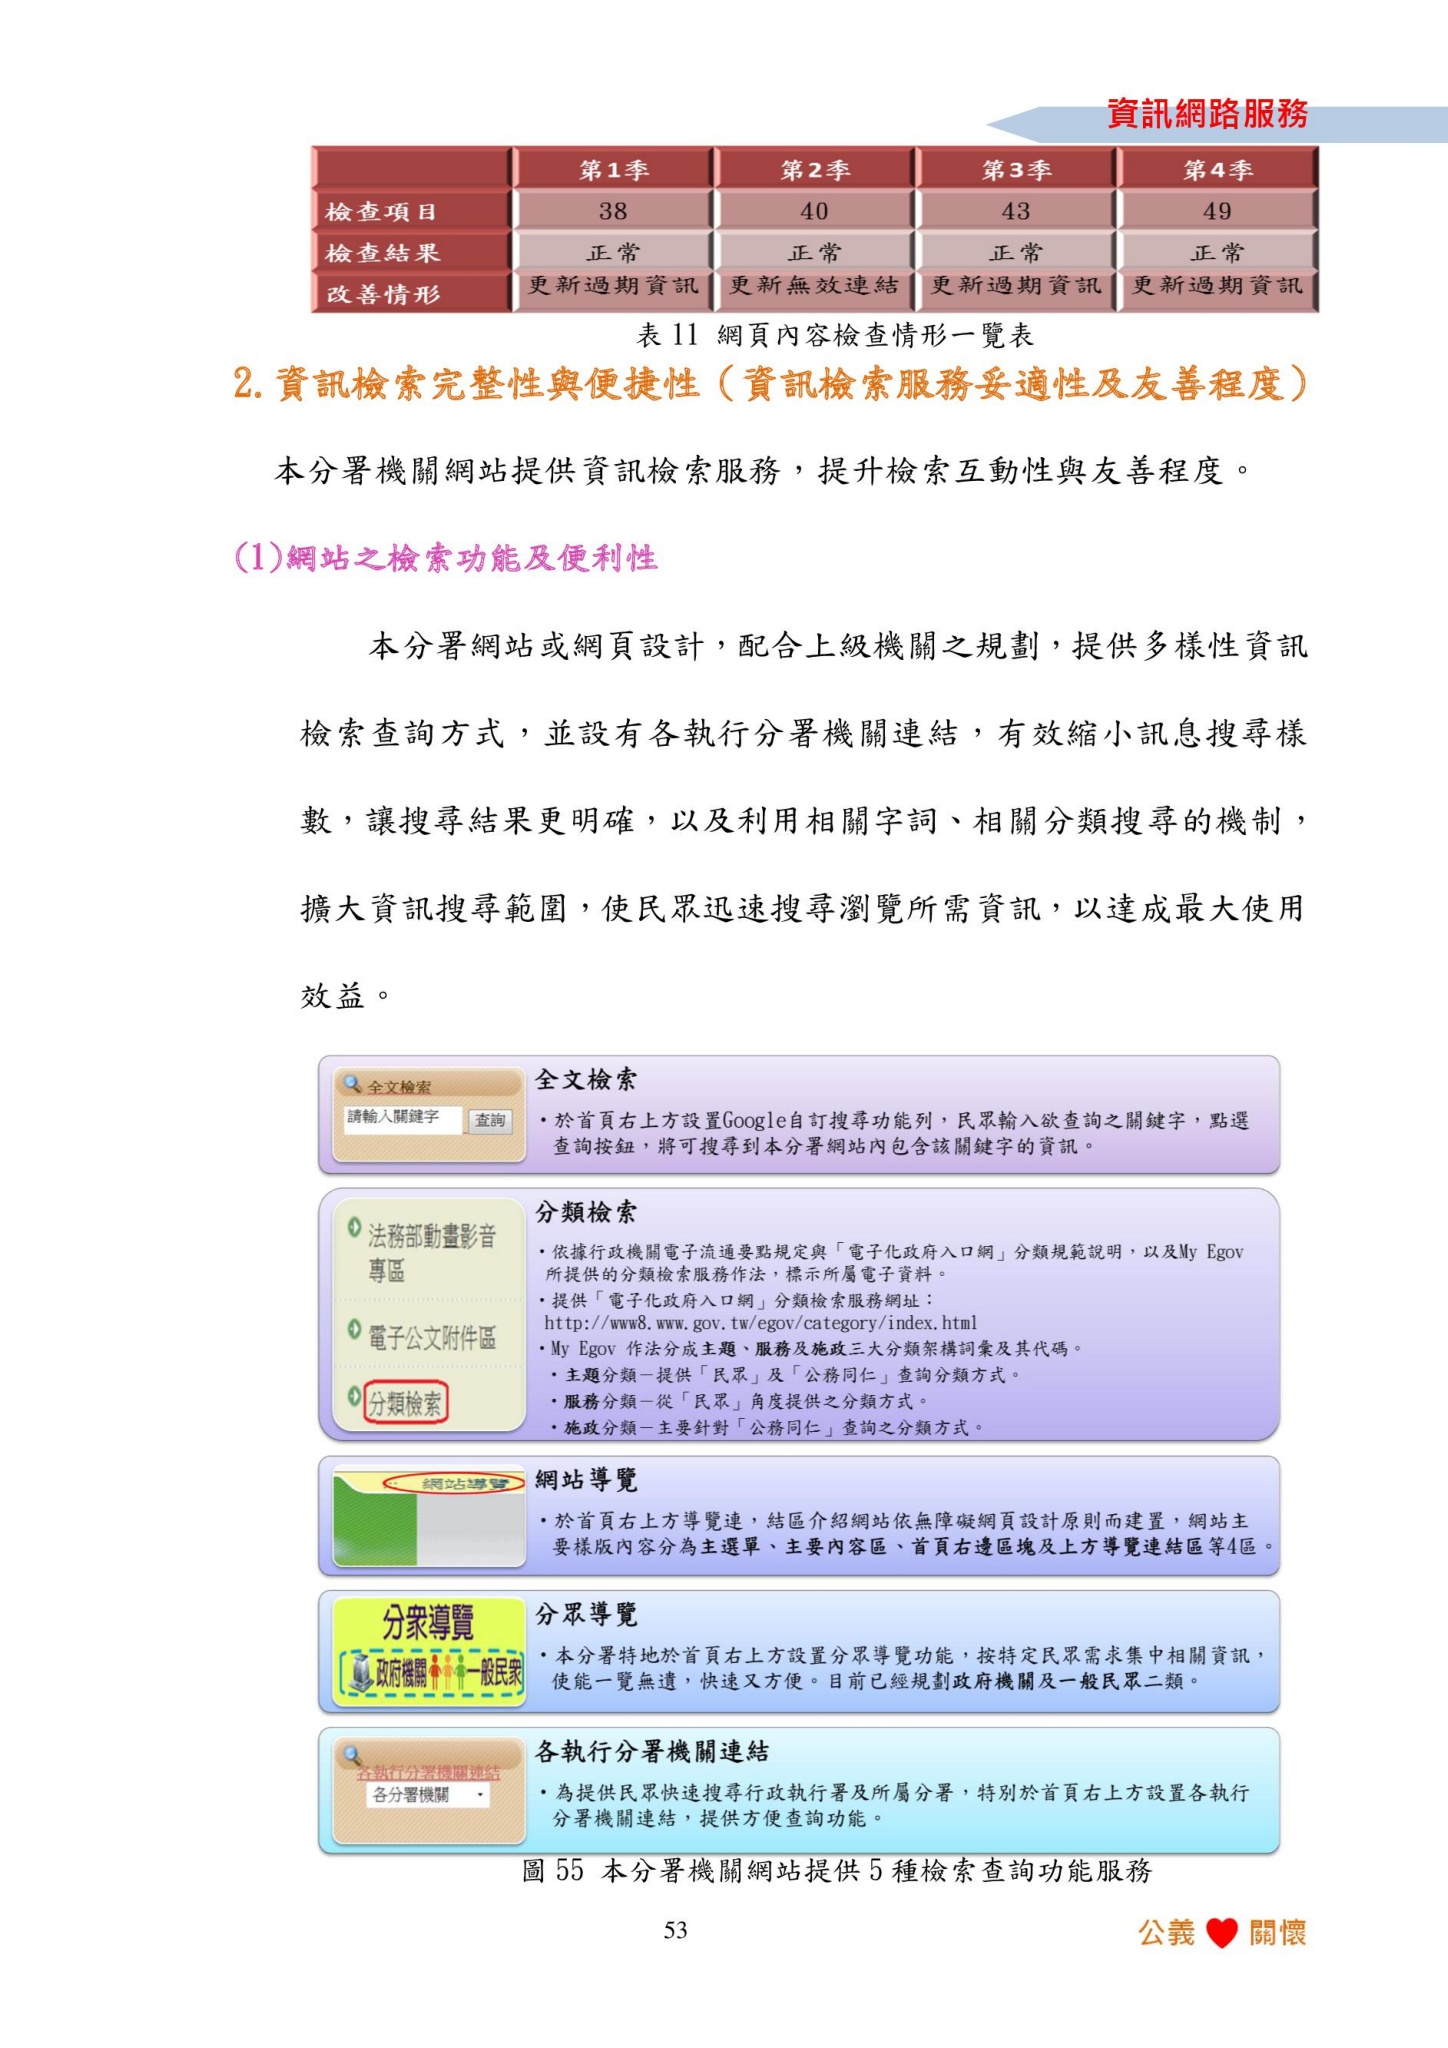 資訊網路服務
第1季 第2季 第3季 第4季
檢查項目 38 40 43 49
檢查結果 正常 正常 正常 正常
改善情形 更新過期資訊 更新無效連結 更新過期資訊 更新過期資訊
表 11 網頁內容檢查情形一覽表
2. 資訊檢索完整性與便捷性（資訊檢索服務妥適性及友善程度）
本分署機關網站提供資訊檢索服務，提升檢索互動性與友善程度。
(1)網站之檢索功能及便利性
本分署網站或網頁設計，配合上級機關之規劃，提供多樣性資訊
檢索查詢方式，並設有各執行分署機關連結，有效縮小訊息搜尋樣
數，讓搜尋結果更明確，以及利用相關字詞、相關分類搜尋的機制，
擴大資訊搜尋範圍，使民眾迅速搜尋瀏覽所需資訊，以達成最大使用
效益。
全文檢索
請輸入關鍵字 查詢
全文檢索
・於首頁右上方設置Google自訂搜尋功能列，民眾輸入欲查詢之關鍵字，點選
查詢按鈕，將可搜尋到本分署網站內包含該關鍵字的資訊。
法務部動畫影音
專區
電子公文附件區
分類檢索
分類檢索
・依據行政機關電子流通要點規定與「電子化政府入口網」分類規範說明，以及My Egov
所提供的分類檢索服務作法，標示所屬電子資料。
・提供「電子化政府入口網」分類檢索服務網址：
http://www8.www.gov.tw/egov/category/index.html
・My Egov 作法分成主題、服務及施政三大分類架構詞彙及其代碼。
・主題分類－提供「民眾」及「公務同仁」查詢分類方式。
・服務分類－從「民眾」角度提供之分類方式。
・施政分類－主要針對「公務同仁」查詢之分類方式。
網站導覽
網站導覽
・於首頁右上方導覽連，結區介紹網站依無障礙網頁設計原則而建置，網站主
要樣版內容分為主選單、主要內容區、首頁右邊區塊及上方導覽連結區等4區。
分眾導覽
政府機關 一般民眾
分眾導覽
・本分署特地於首頁右上方設置分眾導覽功能，按特定民眾需求集中相關資訊，
使能一覽無遺，快速又方便。目前已經規劃政府機關及一般民眾二類。
各執行分署機關連結
各分署機關
各執行分署機關連結
・為提供民眾快速搜尋行政執行署及所屬分署，特別於首頁右上方設置各執行
分署機關連結，提供方便查詢功能。
圖 55 本分署機關網站提供 5 種檢索查詢功能服務
53
公義 關懷